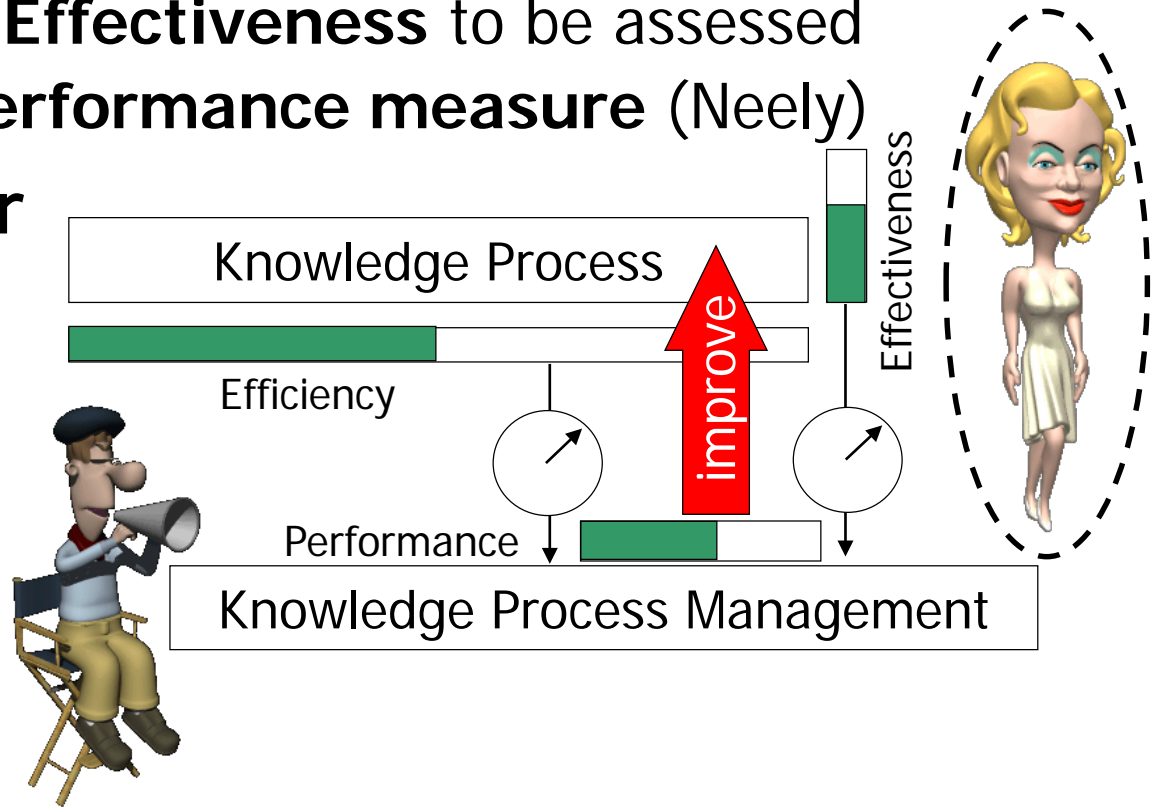 Effectiveness to be assessed
erformance measure (Neely)
r
Knowledge Process
Effectiveness
improve
Efficiency
Performance
Knowledge Process Management